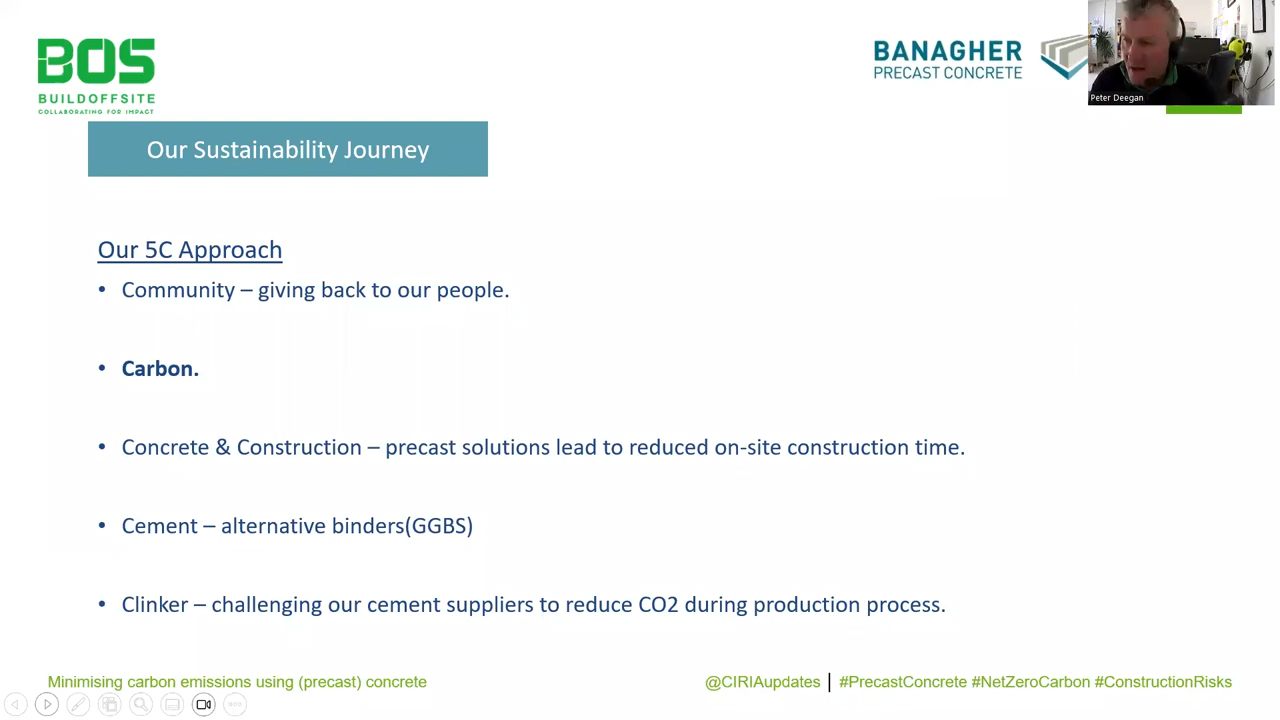 BOS
BUILDOFFSITE
COLLABORATING FOR IMPACT
BANAGHER
PRECAST CONCRETE
Peter Deegan
Our Sustainability Journey
Our 5C Approach
• Community – giving back to our people.
• Carbon.
• Concrete & Construction – precast solutions lead to reduced on-site construction time.
• Cement – alternative binders(GGBS)
• Clinker – challenging our cement suppliers to reduce CO2 during production process.
Minimising carbon emissions using (precast) concrete
@CIRIAupdates | #PrecastConcrete #NetZeroCarbon #ConstructionRisks